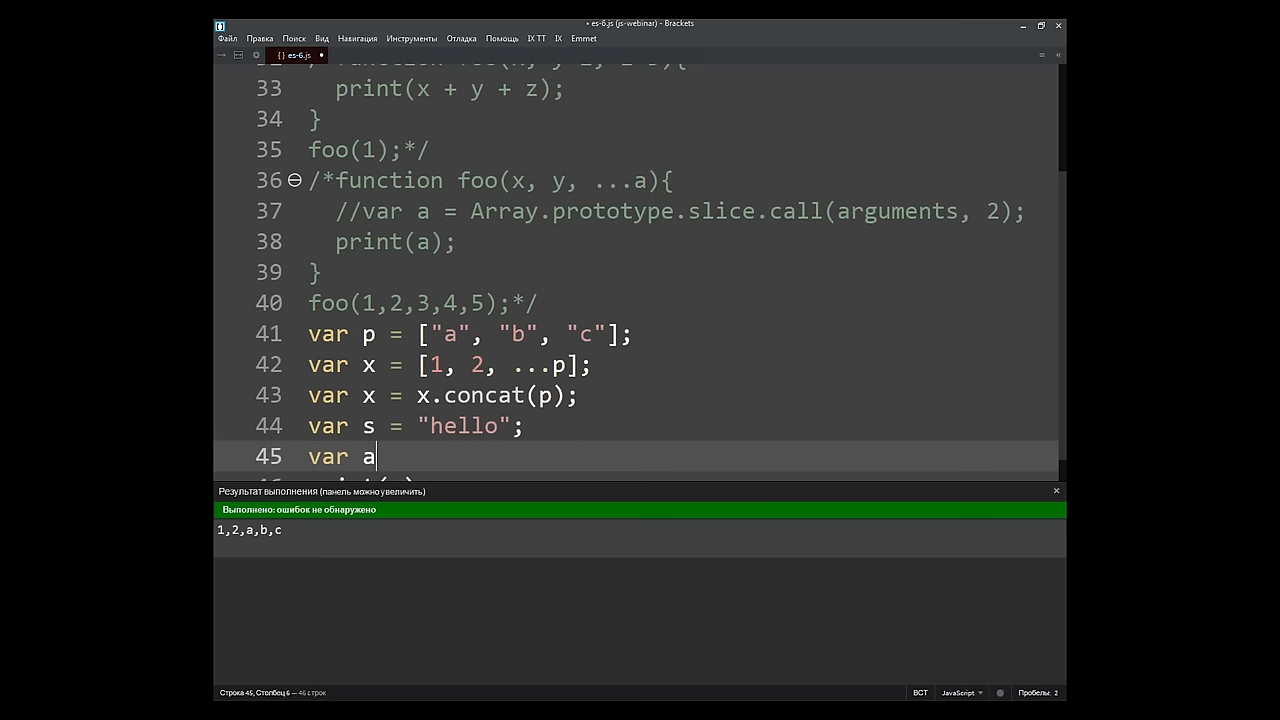 • es-6.js (js-webinar) - Brackets
Файл Правка Поиск Вид Навигация Инструменты Отладка Помощь IX TT IX Emmet
{} es-6.js •
33 print(x + y + z);
34 }
35 foo(1);*/
36 /*function foo(x, y, ...a){
37 //var a = Array.prototype.slice.call(arguments, 2);
38 print(a);
39 }
40 foo(1,2,3,4,5);*/
41 var p = ["a", "b", "c"];
42 var x = [1, 2, ...p];
43 var x = x.concat(p);
44 var s = "hello";
45 var a
Результат выполнения (панель можно увеличить)
Выполнено: ошибок не обнаружено
1,2,a,b,c
Строка 45, Столбец 6 — 46 строк ВСТ JavaScript Пробелы: 2